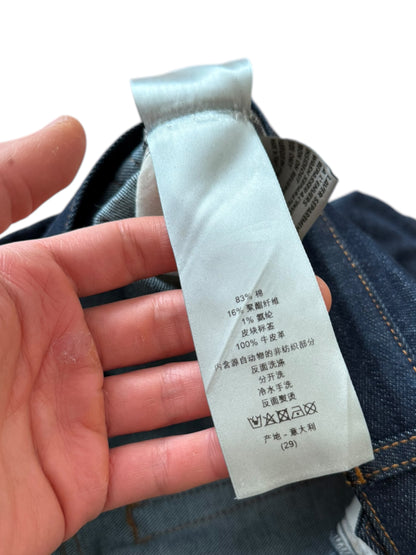 83% 棉
16% 聚酯纤维
1% 氨纶
皮块标签
100% 牛皮革
内含源自动物的非纺织部分
反面洗涤
分开洗
冷水手洗
反面熨烫
产地 - 意大利
(29)